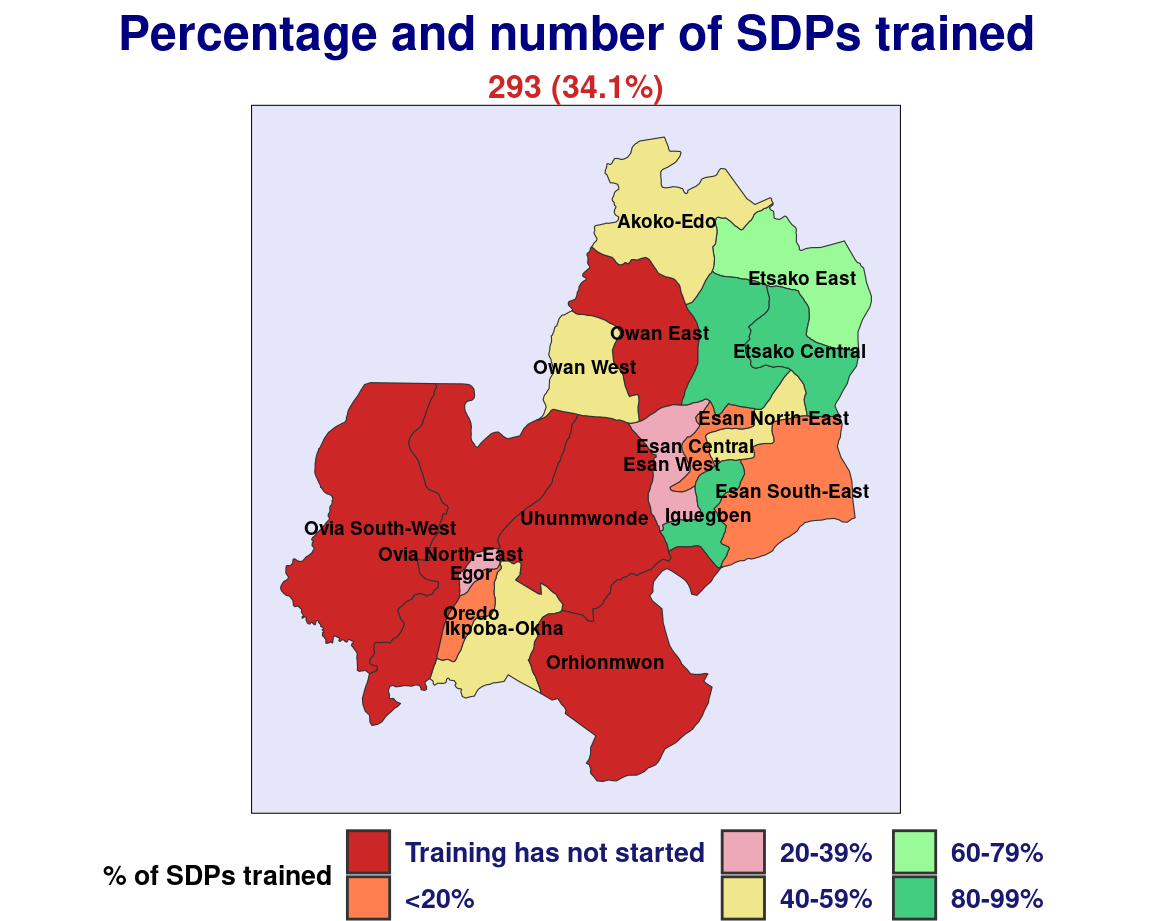 Percentage and number of SDPs trained
293 (34.1%)
Akoko-Edo
Etsako East
Owan East
Etsako Central
Owan West
Esan North-East
Esan Central
Esan West
Esan South-East
Iguegben
Uhunmwonde
Ovia South-West
Ovia North-East
Egor
Oredo
Ikpoba-Okha
Orhionmwon
% of SDPs trained
Training has not started
<20%
20-39%
40-59%
60-79%
80-99%